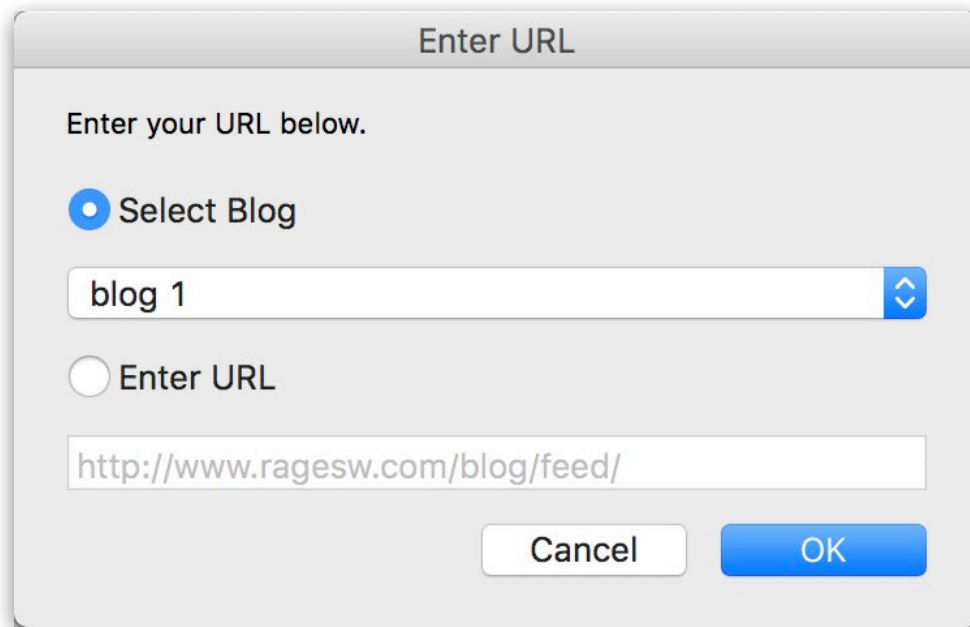 Enter URL
Enter your URL below.
Select Blog
blog 1
Enter URL
http://www.ragesw.com/blog/feed/
Cancel OK